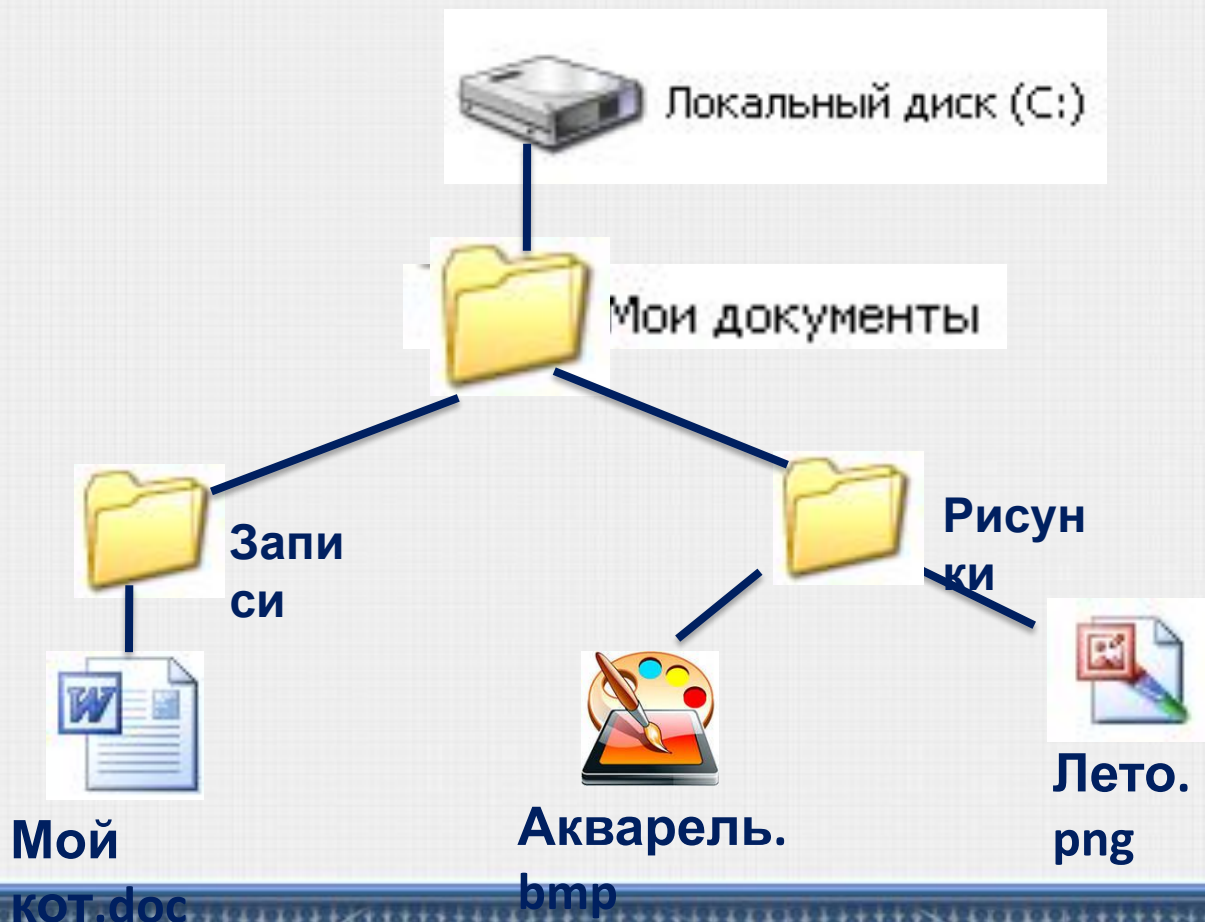 Локальный диск (C:)
Мои документы
Запи
си
Рисун
ки
Мой
кот.doc
Акварель.
bmp
Лето.
png